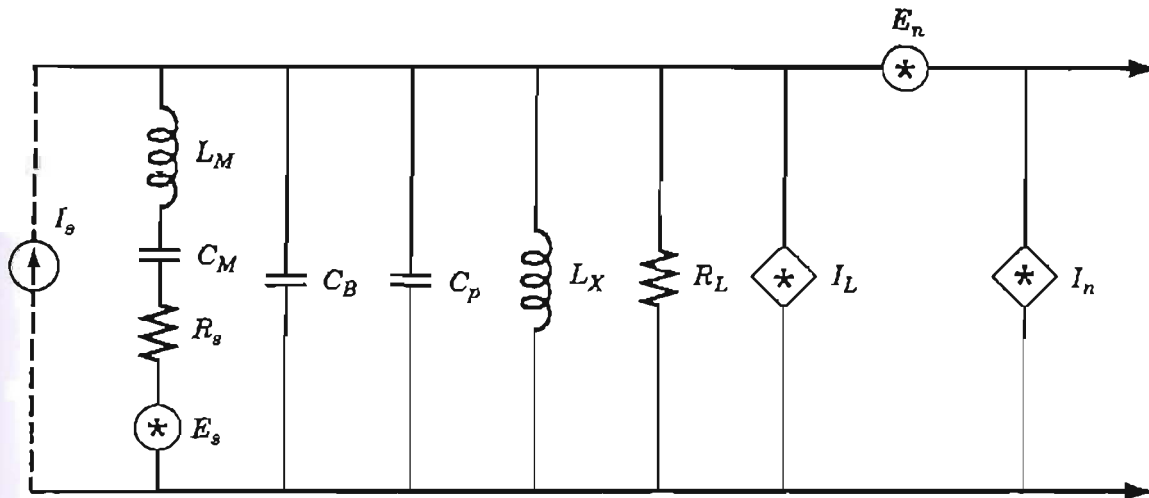 E_n
L_M
I_s
C_M
C_B
C_p
L_X
R_L
I_L
I_n
R_s
E_s